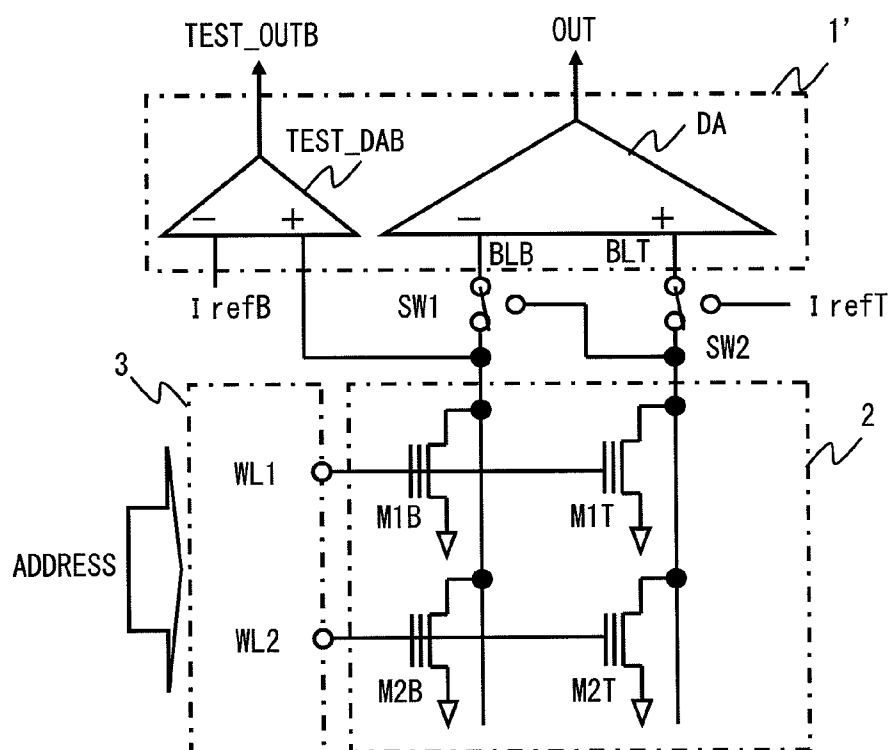 TEST_OUTB
OUT
1'
TEST_DAB
DA
− +
− +
BLB
BLT
I refB
SW1
I refT
SW2
3
2
WL1
M1B
M1T
ADDRESS
WL2
M2B
M2T